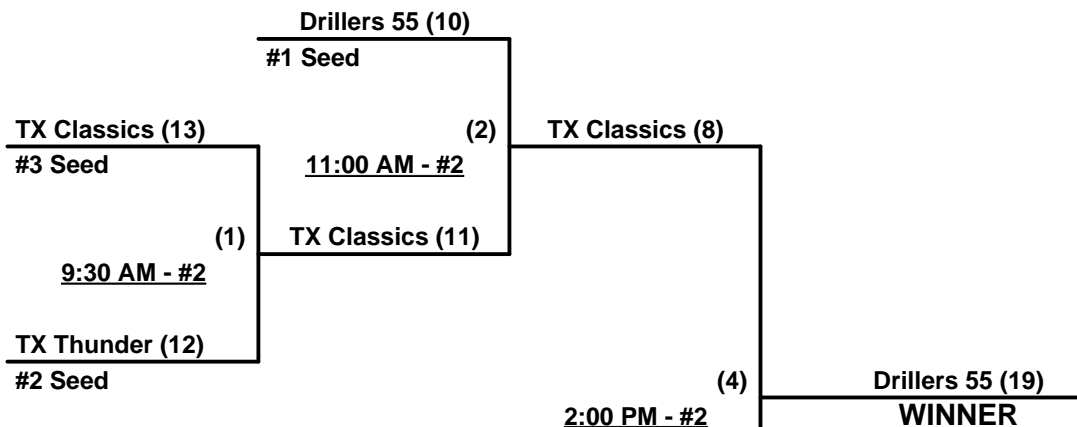 Drillers 55 (10)
#1 Seed
TX Classics (13)
(2)
TX Classics (8)
#3 Seed
11:00 AM - #2
(1)
TX Classics (11)
9:30 AM - #2
TX Thunder (12)
#2 Seed
(4)
Drillers 55 (19)
2:00 PM - #2
WINNER